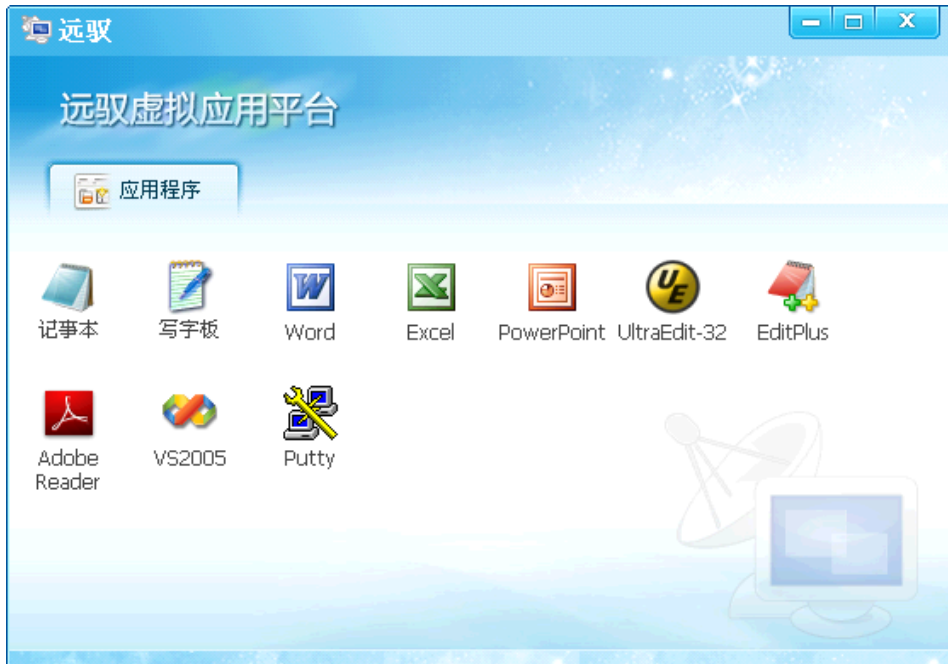 远驭
远驭虚拟应用平台
应用程序
记事本
写字板
Word
Excel
PowerPoint
UltraEdit-32
EditPlus
Adobe
Reader
VS2005
Putty